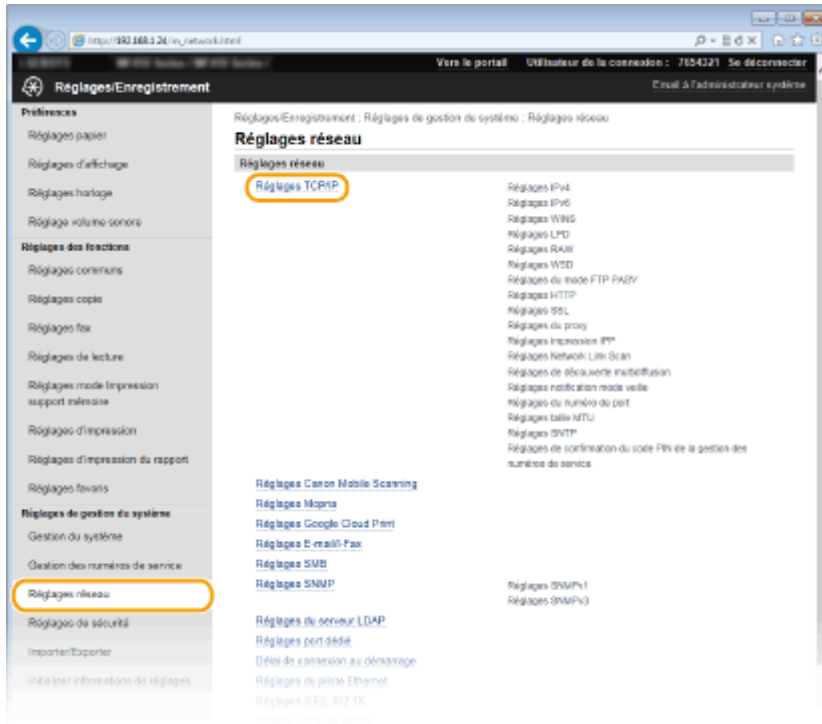 http://192.168.1.24/m_network.html
Vers le portail Utilisateur de la connexion : 7654321 Se déconnecter
Réglages/Enregistrement
Email à l'administrateur système
Préférences
Réglages papier
Réglages d'affichage
Réglages horloge
Réglage volume sonore
Réglages des fonctions
Réglages communs
Réglages copie
Réglages fax
Réglages de lecture
Réglages mode Impression
support mémoire
Réglages d'impression
Réglages d'impression du rapport
Réglages favoris
Réglages de gestion du système
Gestion du système
Gestion des numéros de service
Réglages réseau
Réglages de sécurité
Importer/Exporter
Initialiser informations de réglages
Réglages/Enregistrement : Réglages de gestion du système : Réglages réseau
Réglages réseau
Réglages réseau
Réglages TCP/IP
Réglages IPv4
Réglages IPv6
Réglages WINS
Réglages LPD
Réglages RAW
Réglages WSD
Réglages du mode FTP PASV
Réglages HTTP
Réglages SSL
Réglages du proxy
Réglages impression IPP
Réglages Network Link Scan
Réglages de découverte multidiffusion
Réglages notification mode veille
Réglages du numéro de port
Réglages taille MTU
Réglages SNTP
Réglages de confirmation du code PIN de la gestion des
numéros de service
Réglages Canon Mobile Scanning
Réglages Mopria
Réglages Google Cloud Print
Réglages E-mail/I-Fax
Réglages SMB
Réglages SNMP
Réglages SNMPv1
Réglages SNMPv3
Réglages du serveur LDAP
Réglages port dédié
Délai de connexion au démarrage
Réglages du pilote Ethernet
Réglages IEEE 802.1X